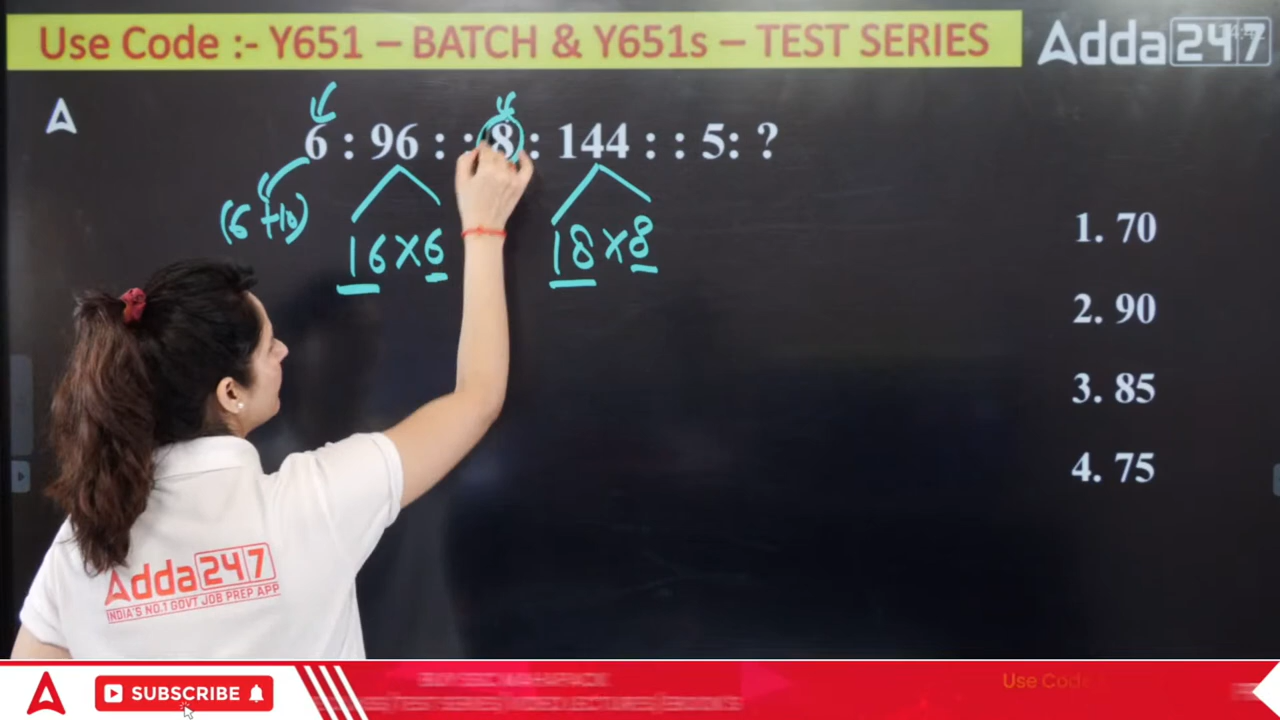 Use Code :- Y651 – BATCH & Y651s – TEST SERIES
Adda247
6 : 96 : : 8 : 144 : : 5: ?
(6 +10)
16×6
18×8
1. 70
2. 90
3. 85
4. 75
Adda247
INDIA'S NO.1 GOVT JOB PREP APP
SUBSCRIBE
Use Code